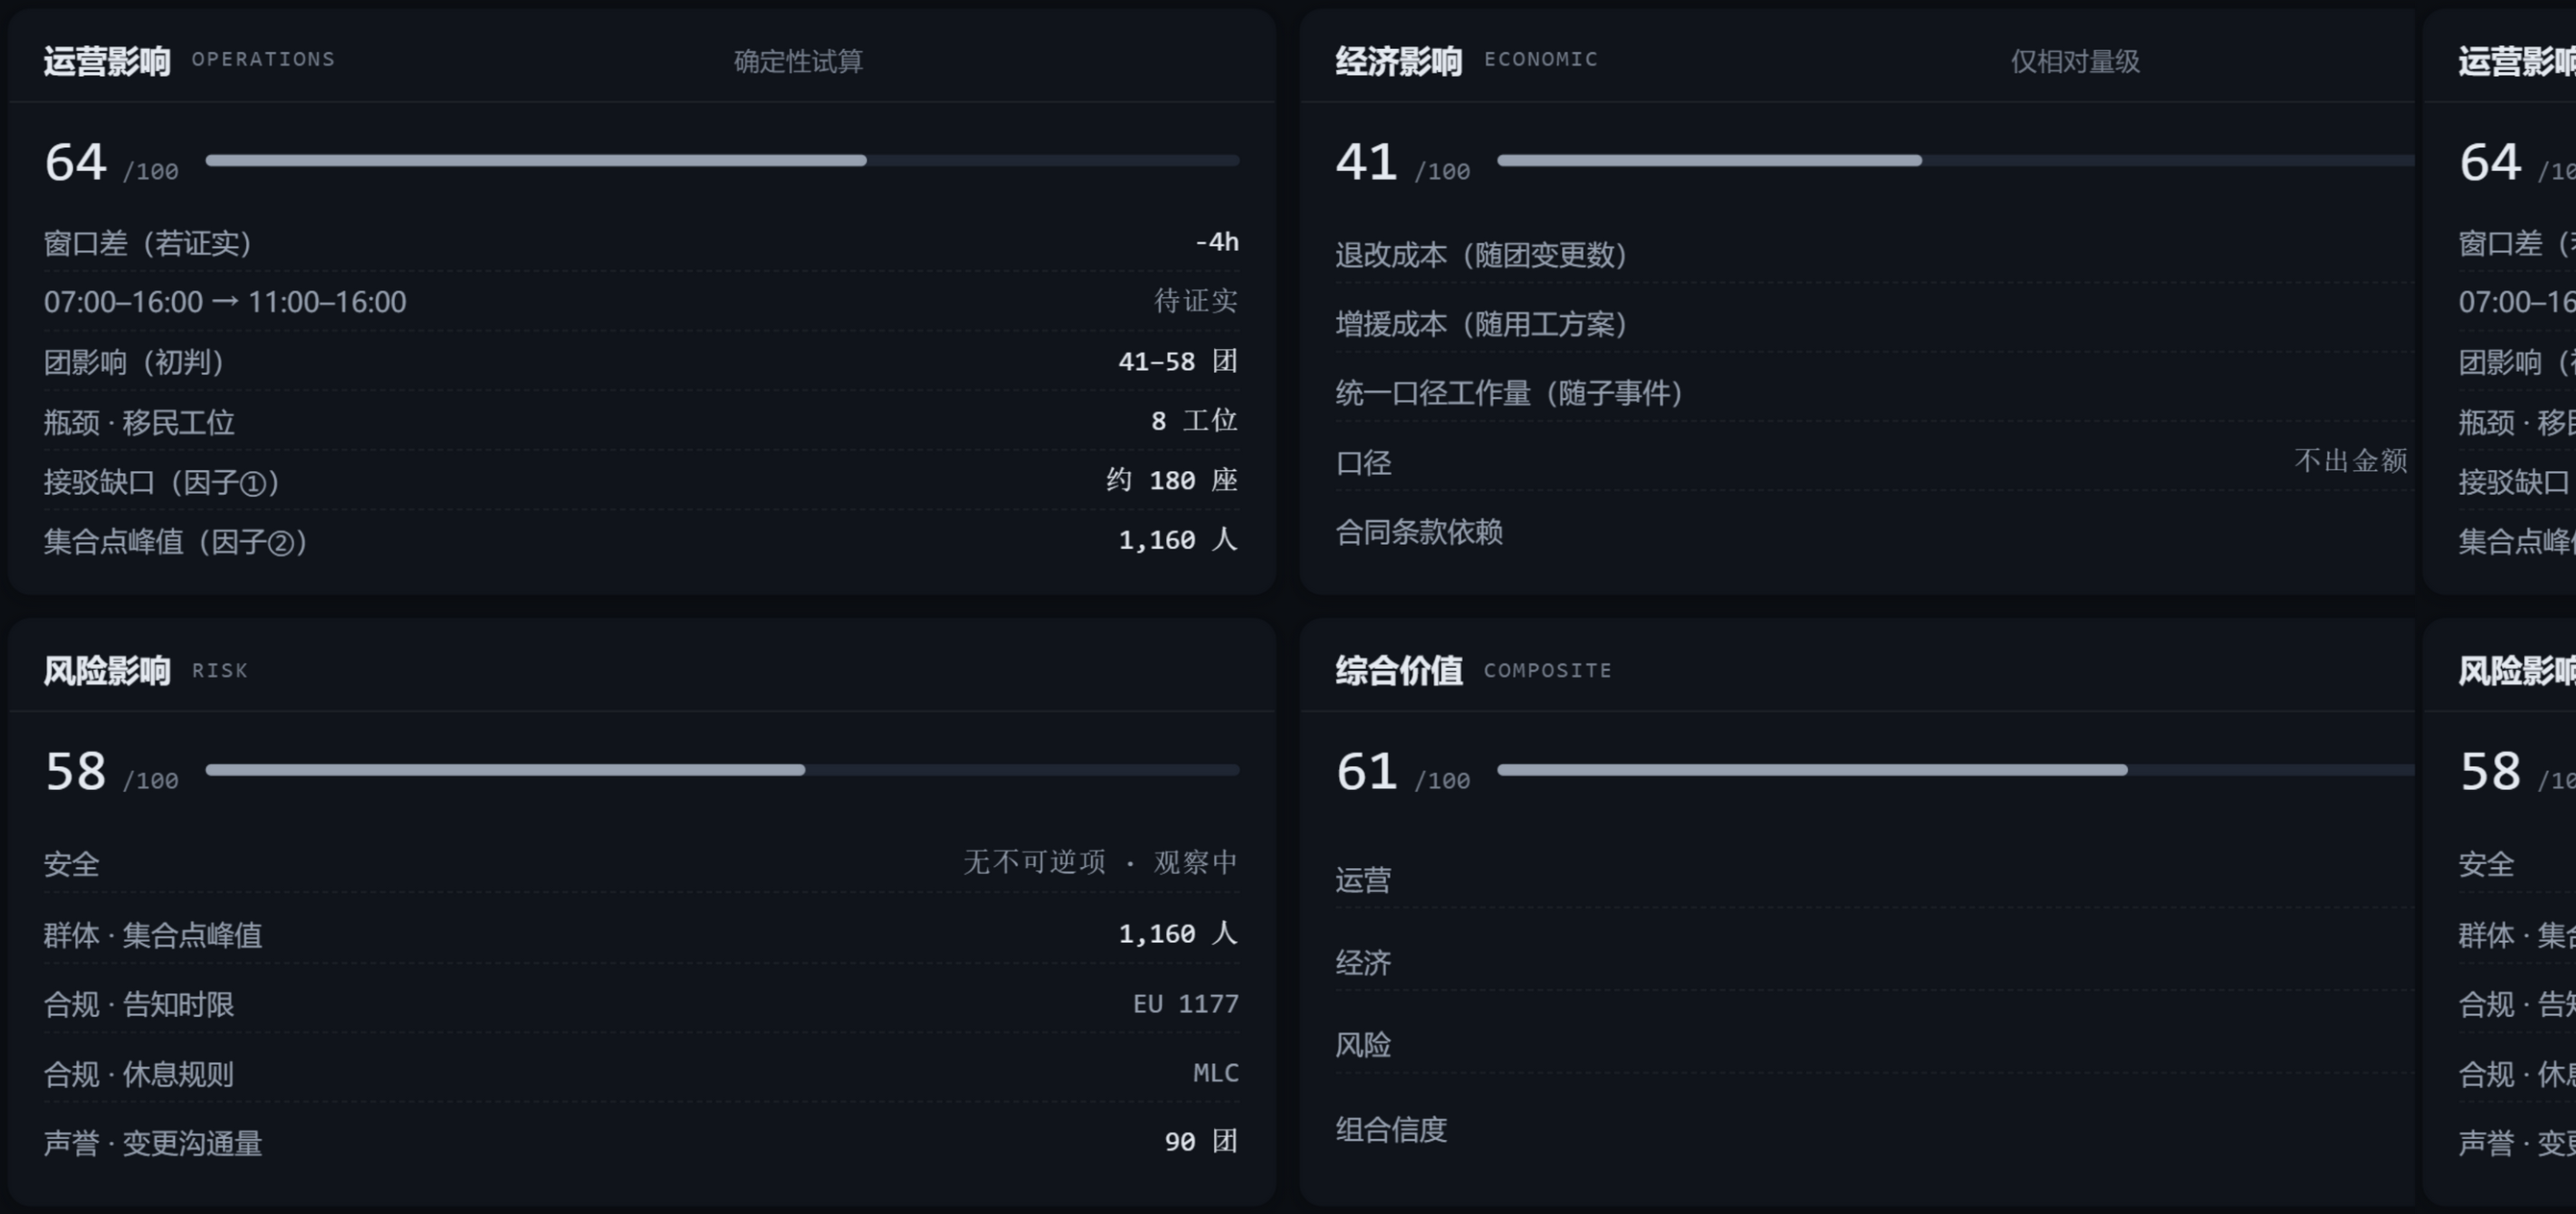 运营影响 OPERATIONS 确定性试算
64 /100
窗口差（若证实） -4h
07:00–16:00 → 11:00–16:00 待证实
团影响（初判） 41–58 团
瓶颈 · 移民工位 8 工位
接驳缺口（因子①） 约 180 座
集合点峰值（因子②） 1,160 人
经济影响 ECONOMIC 仅相对量级
41 /100
退改成本（随团变更数）
增援成本（随用工方案）
统一口径工作量（随子事件）
口径 不出金额
合同条款依赖
运营影响
64 /10
窗口差
07:00–16
团影响
瓶颈 · 移
接驳缺口
集合点峰
风险影响 RISK
58 /100
安全 无不可逆项 · 观察中
群体 · 集合点峰值 1,160 人
合规 · 告知时限 EU 1177
合规 · 休息规则 MLC
声誉 · 变更沟通量 90 团
综合价值 COMPOSITE
61 /100
运营
经济
风险
组合信度
风险影响
58 /10
安全
群体 · 集
合规 · 告
合规 · 休
声誉 · 变